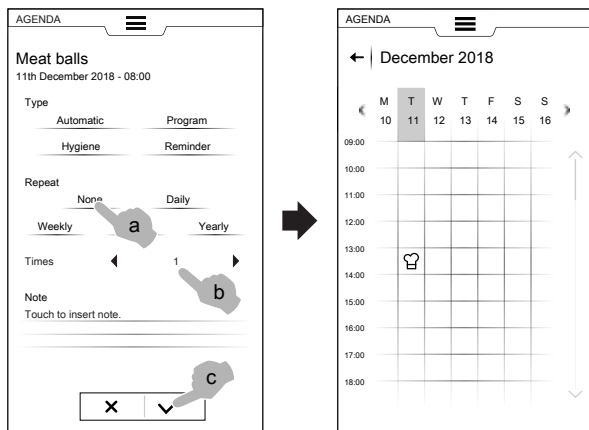 AGENDA
Meat balls
11th December 2018 - 08:00
Type
Automatic Program
Hygiene Reminder
Repeat
None Daily
Weekly Yearly
Times 1
Note
Touch to insert note.
a
b
c
AGENDA
December 2018
M T W T F S S
10 11 12 13 14 15 16
09:00
10:00
11:00
12:00
13:00
14:00
15:00
16:00
17:00
18:00